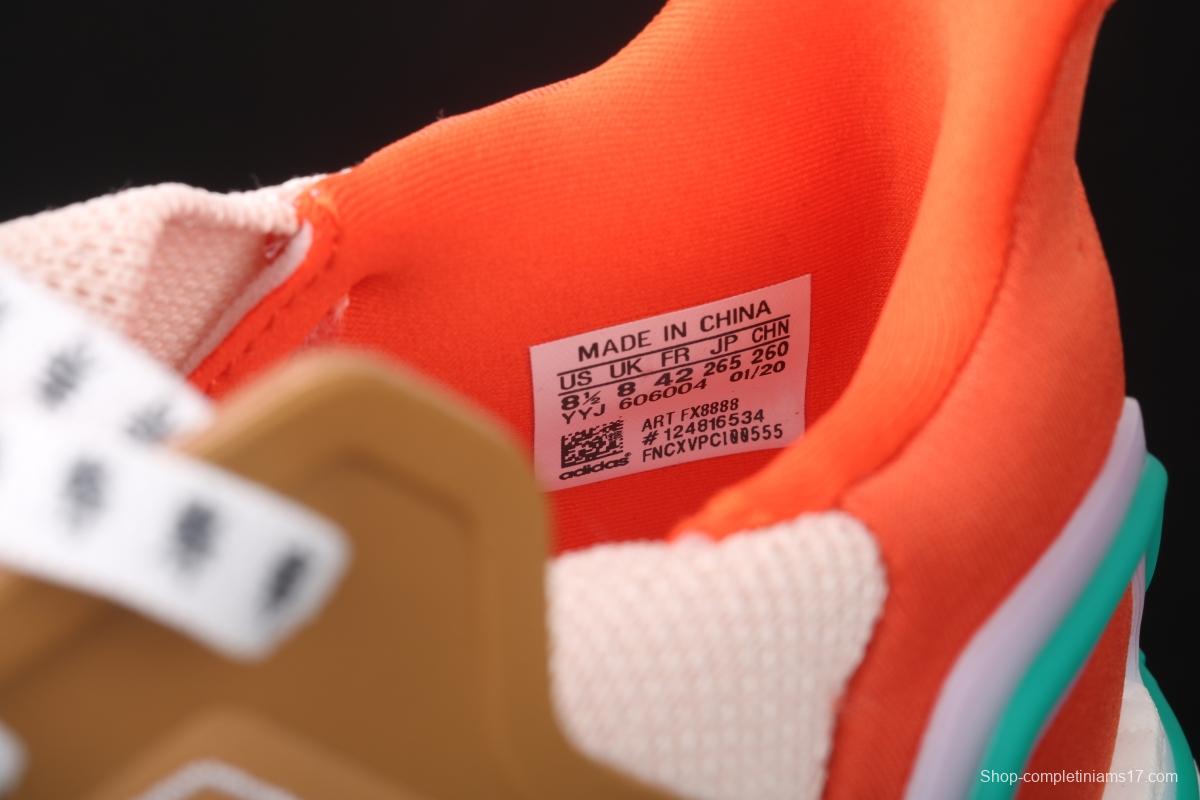 MADE IN CHINA
US UK FR JP CHN
8½ 8 42 265 260
YYJ 606004 01/20
ART FX8888
# 124816534
FNCXVPCI00555
adidas
Shop-completiniams17.com